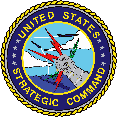 UNITED STATES
STRATEGIC COMMAND